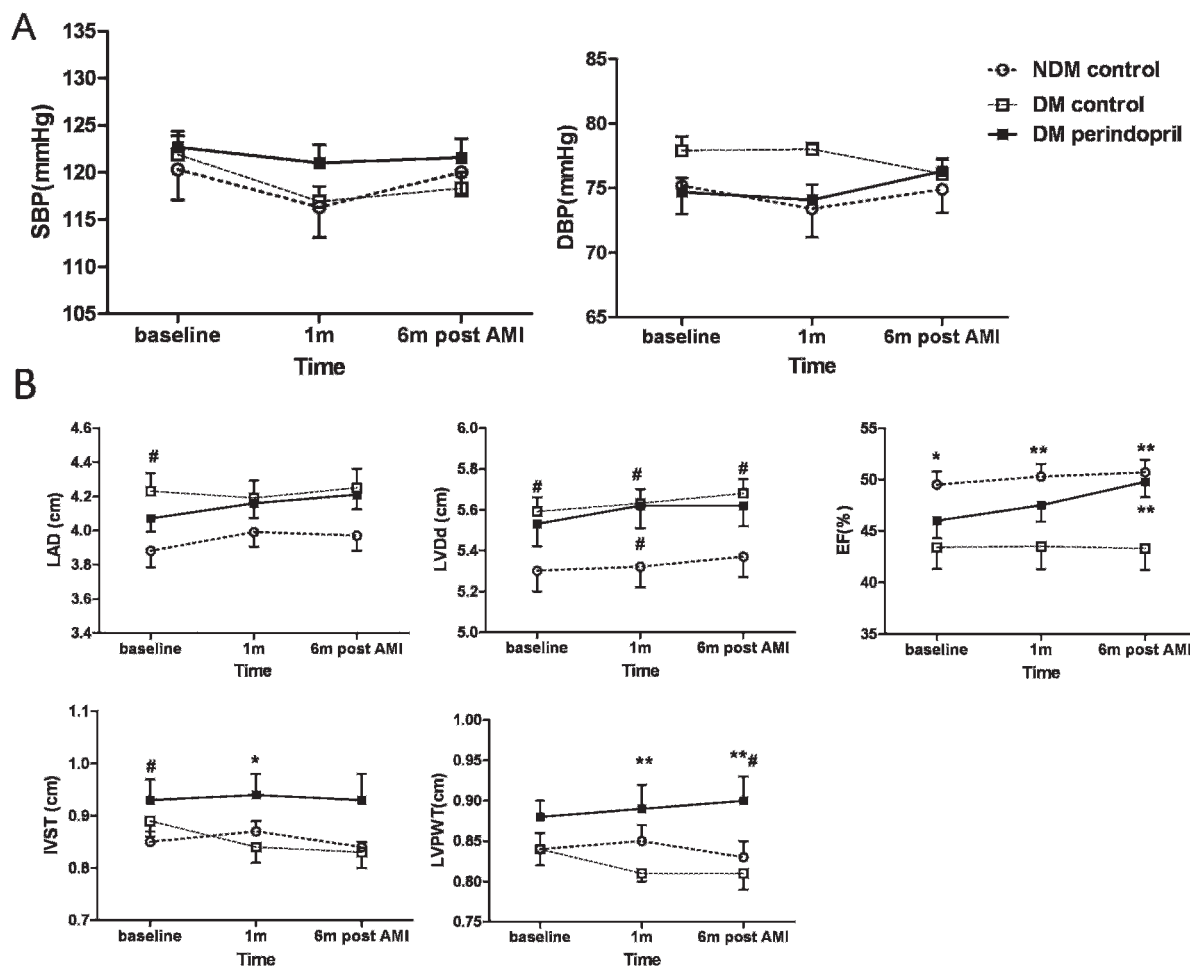 A
SBP(mmHg)
135
130
125
120
115
110
105
baseline
1m
6m post AMI
Time
DBP(mmHg)
85
80
75
70
65
baseline
1m
6m post AMI
Time
NDM control
DM control
DM perindopril
B
LAD (cm)
4.6
4.4
4.2
4.0
3.8
3.6
3.4
#
baseline
1m
6m post AMI
Time
LVDd (cm)
6.0
5.8
5.6
5.4
5.2
5.0
#
#
#
#
baseline
1m
6m post AMI
Time
EF(%)
55
50
45
40
35
*
**
**
**
baseline
1m
6m post AMI
Time
IVST (cm)
1.1
1.0
0.9
0.8
0.7
#
*
baseline
1m
6m post AMI
Time
LVPWT(cm)
1.00
0.95
0.90
0.85
0.80
0.75
**
**#
baseline
1m
6m post AMI
Time